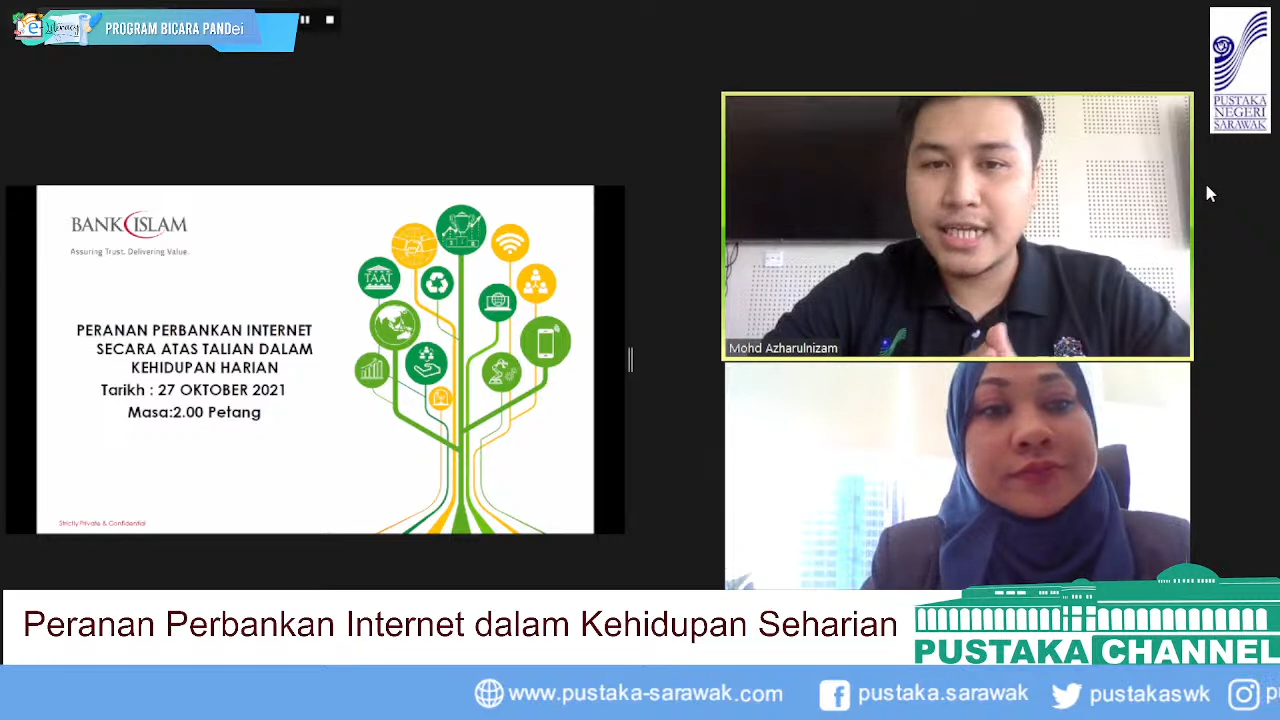 e Literacy
PROGRAM BICARA PANDei
PUSTAKA
NEGERI
SARAWAK
BANK ISLAM
Assuring Trust. Delivering Value.
TAAT
PERANAN PERBANKAN INTERNET
SECARA ATAS TALIAN DALAM
KEHIDUPAN HARIAN
Tarikh : 27 OKTOBER 2021
Masa:2.00 Petang
Strictly Private & Confidential
Mohd Azharulnizam
Peranan Perbankan Internet dalam Kehidupan Seharian
PUSTAKA CHANNEL
www.pustaka-sarawak.com
pustaka.sarawak
pustakaswk